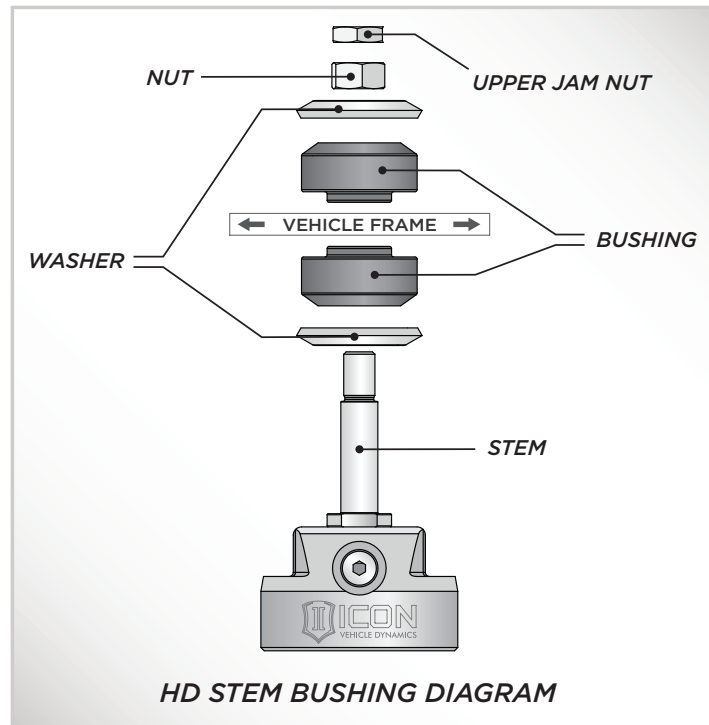 UPPER JAM NUT
NUT
VEHICLE FRAME
WASHER
BUSHING
STEM
ICON
VEHICLE DYNAMICS
HD STEM BUSHING DIAGRAM